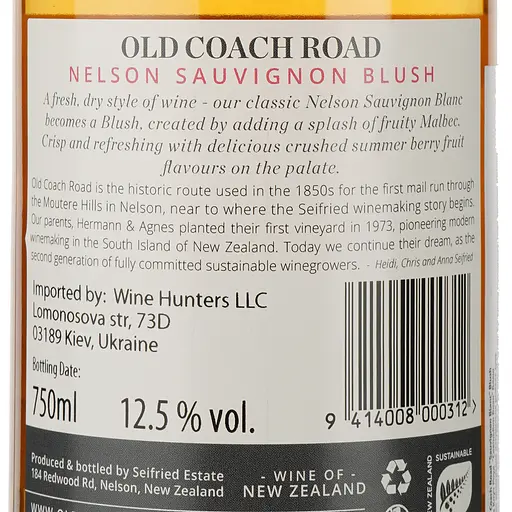 OLD COACH ROAD
NELSON SAUVIGNON BLUSH
A fresh, dry style of wine - our classic Nelson Sauvignon Blanc
becomes a Blush, created by adding a splash of fruity Malbec.
Crisp and refreshing with delicious crushed summer berry fruit
flavours on the palate.
Old Coach Road is the historic route used in the 1850s for the first mail run through
the Moutere Hills in Nelson, near to where the Seifried winemaking story begins.
Our parents, Hermann & Agnes planted their first vineyard in 1973, pioneering modern
winemaking in the South Island of New Zealand. Today we continue their dream, as the
second generation of fully committed sustainable winegrowers. - Heidi, Chris and Anna Seifried
Imported by: Wine Hunters LLC
Lomonosova str, 73D
03189 Kiev, Ukraine
Bottling Date:
750ml 12.5 % vol.
9 414008 000312 >
Produced & bottled by Seifried Estate
184 Redwood Rd, Nelson, New Zealand
- WINE OF -
NEW ZEALAND
NEW ZEALAND
SUSTAINABLE